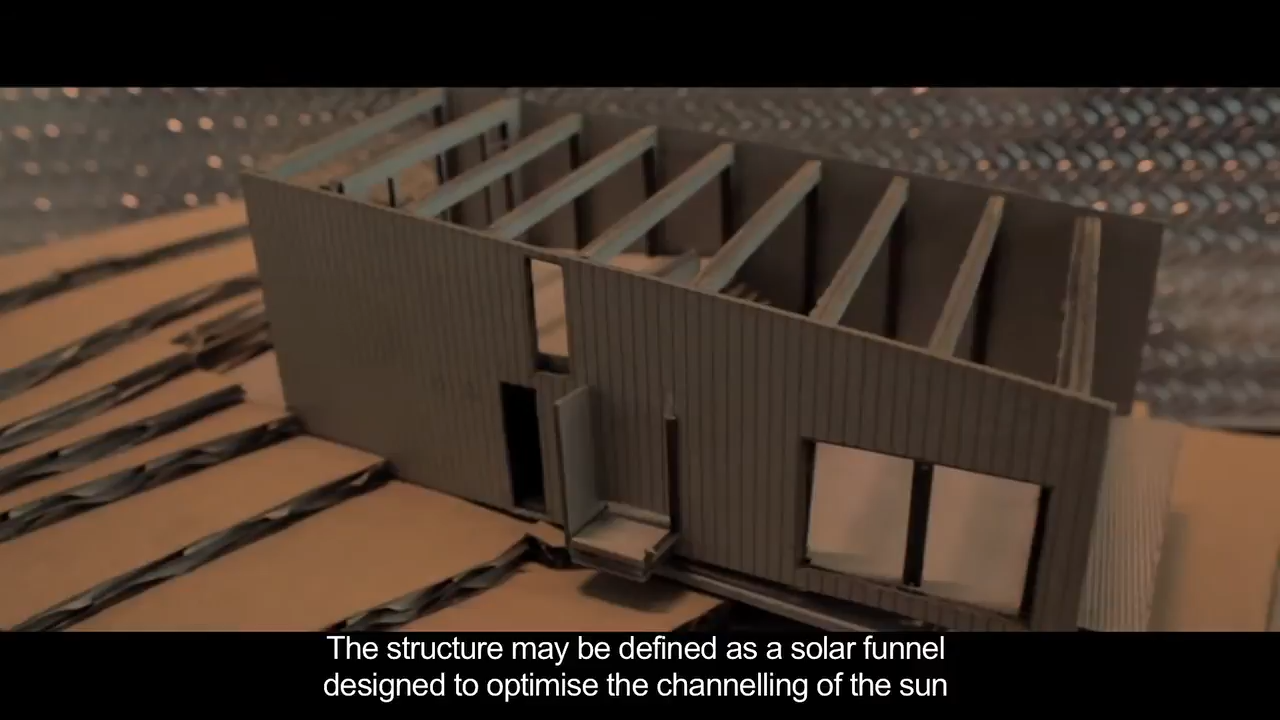 The structure may be defined as a solar funnel
designed to optimise the channelling of the sun